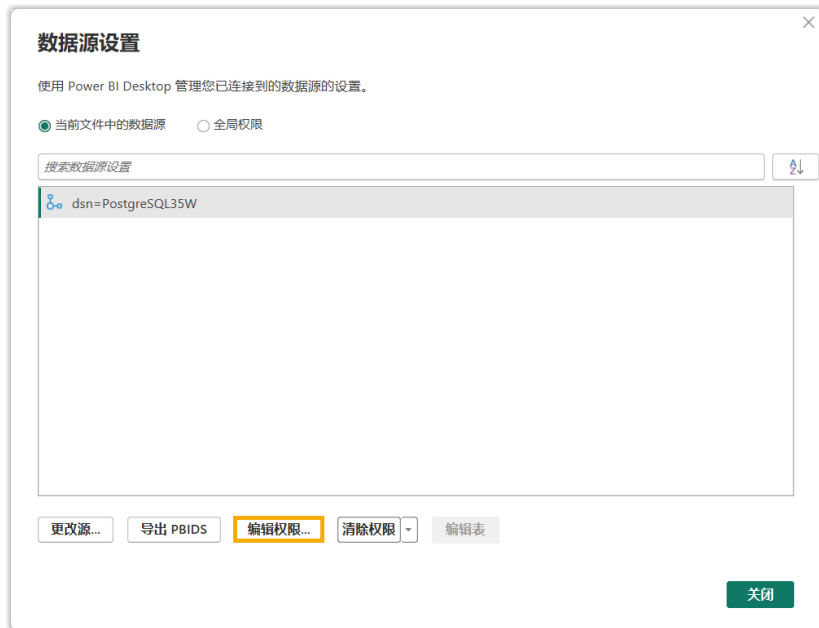 数据源设置
使用 Power BI Desktop 管理您已连接到的数据源的设置。
当前文件中的数据源 全局权限
搜索数据源设置
dsn=PostgreSQL35W
更改源... 导出 PBIDS 编辑权限... 清除权限 编辑表
关闭